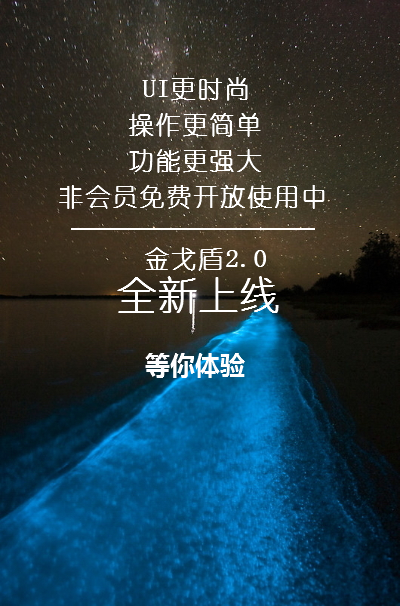 UI更时尚
操作更简单
功能更强大
非会员免费开放使用中
金戈盾2.0
全新上线
等你体验